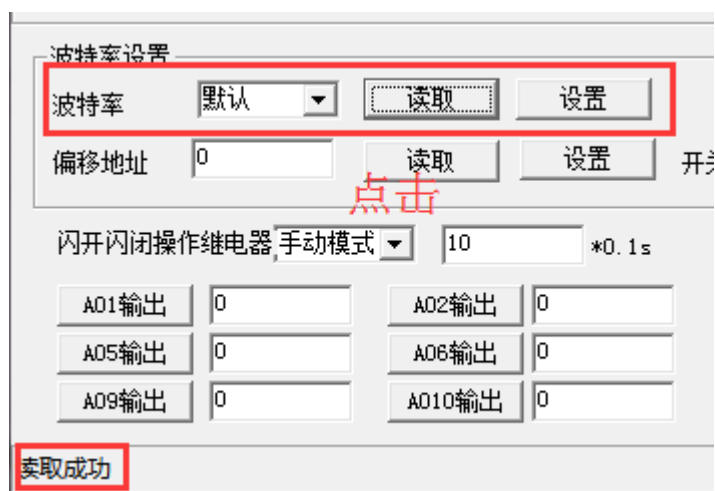 波特率设置
波特率 默认 读取 设置
偏移地址 0 读取 设置 开关
点击
闪开闪闭操作继电器 手动模式 10 *0.1s
A01输出 0 A02输出 0
A05输出 0 A06输出 0
A09输出 0 A010输出 0
读取成功